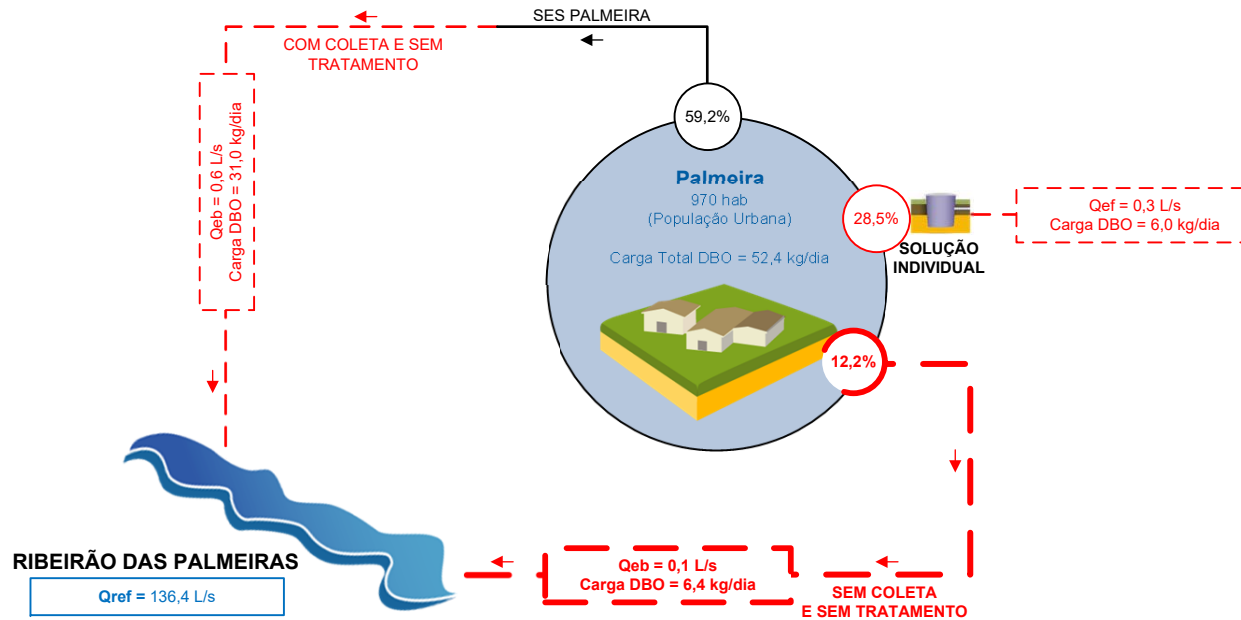 SES PALMEIRA
COM COLETA E SEM
TRATAMENTO
59,2%
Qeb = 0,6 L/s
Carga DBO = 31,0 kg/dia
Palmeira
970 hab
(População Urbana)
Carga Total DBO = 52,4 kg/dia
28,5%
SOLUÇÃO
INDIVIDUAL
Qef = 0,3 L/s
Carga DBO = 6,0 kg/dia
12,2%
RIBEIRÃO DAS PALMEIRAS
Qref = 136,4 L/s
Qeb = 0,1 L/s
Carga DBO = 6,4 kg/dia
SEM COLETA
E SEM TRATAMENTO